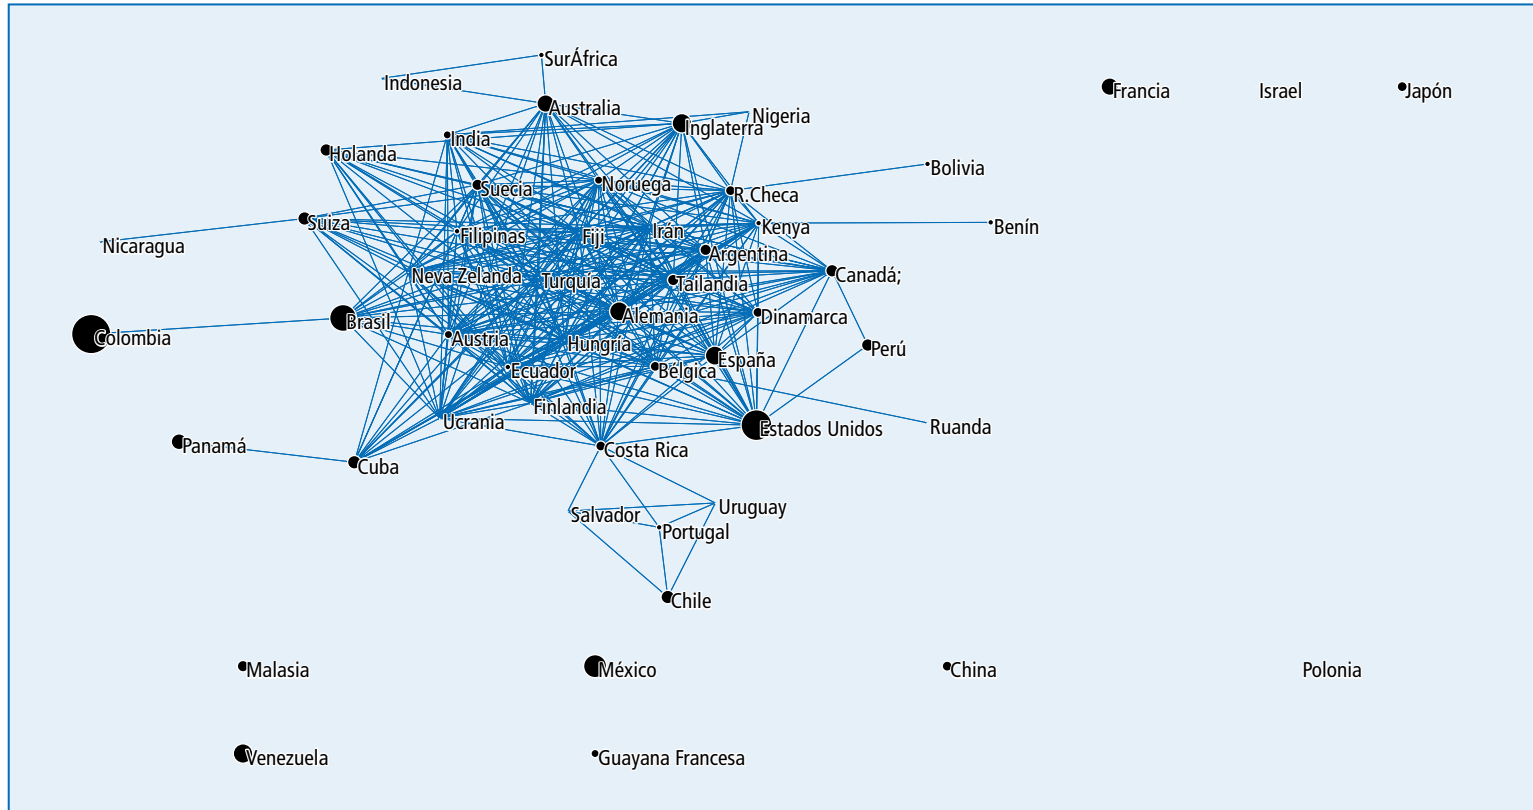 SurÁfrica
Indonesia
Francia
Israel
Japón
Australia
Nigeria
Inglaterra
India
Holanda
Bolivia
Suecia
Noruega
R.Checa
Suiza
Kenya
Benín
Filipinas
Fiji
Irán
Nicaragua
Argentina
Neva Zelanda
Turquía
Tailandia
Canadá;
Brasil
Alemania
Dinamarca
Colombia
Austria
Hungría
Perú
España
Ecuador
Bélgica
Finlandia
Ucrania
Estados Unidos
Ruanda
Panamá
Costa Rica
Cuba
Salvador
Uruguay
Portugal
Chile
Malasia
México
China
Polonia
Venezuela
Guayana Francesa